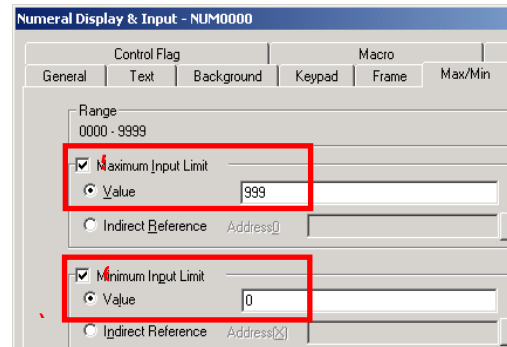 Numeral Display & Input - NUM0000
Control Flag Macro
General Text Background Keypad Frame Max/Min
Range
0000 - 9999
Maximum Input Limit
Value 999
Indirect Reference Address()
Minimum Input Limit
Value 0
Indirect Reference Address(X)